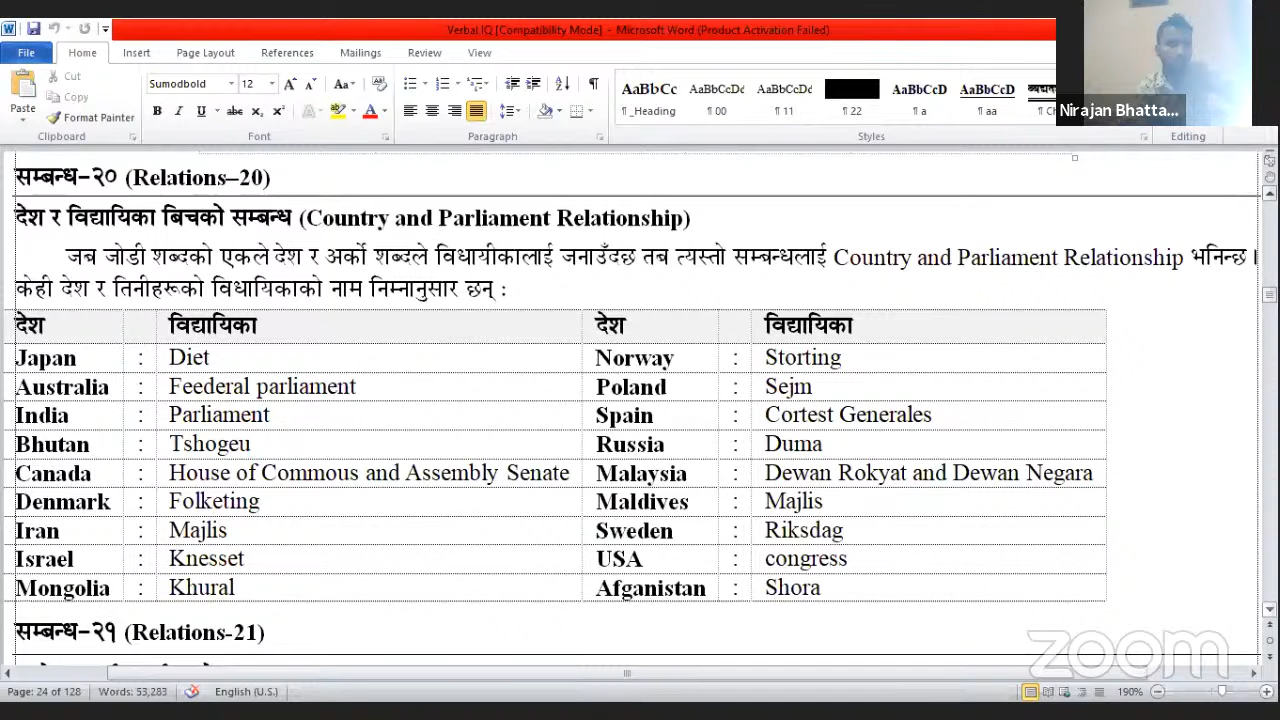 Verbal IQ [Compatibility Mode] - Microsoft Word (Product Activation Failed)
File Home Insert Page Layout References Mailings Review View
Cut
Copy
Paste Format Painter
Sumodbold 12
AaBbCc AaBbCcDc AaBbCcDc AaBbCcD AaBbCcD
¶ _Heading ¶ 00 ¶ 11 ¶ 22 ¶ a ¶ aa
Clipboard Font Paragraph Styles Editing
Nirajan Bhatta...
सम्बन्ध-२० (Relations–20)
देश र विद्यायिका बिचको सम्बन्ध (Country and Parliament Relationship)
जब जोडी शब्दको एकले देश र अर्को शब्दले विधायीकालाई जनाउँदछ तब त्यस्तो सम्बन्धलाई Country and Parliament Relationship भनिन्छ ।
केही देश र तिनीहरूको विधायिकाको नाम निम्नानुसार छन् :
देश विद्यायिका देश विद्यायिका
Japan : Diet Norway : Storting
Australia : Feederal parliament Poland : Sejm
India : Parliament Spain : Cortest Generales
Bhutan : Tshogeu Russia : Duma
Canada : House of Commous and Assembly Senate Malaysia : Dewan Rokyat and Dewan Negara
Denmark : Folketing Maldives : Majlis
Iran : Majlis Sweden : Riksdag
Israel : Knesset USA : congress
Mongolia : Khural Afganistan : Shora
सम्बन्ध-२१ (Relations-21)
zoom
Page: 24 of 128 Words: 53,283 English (U.S.) 190%